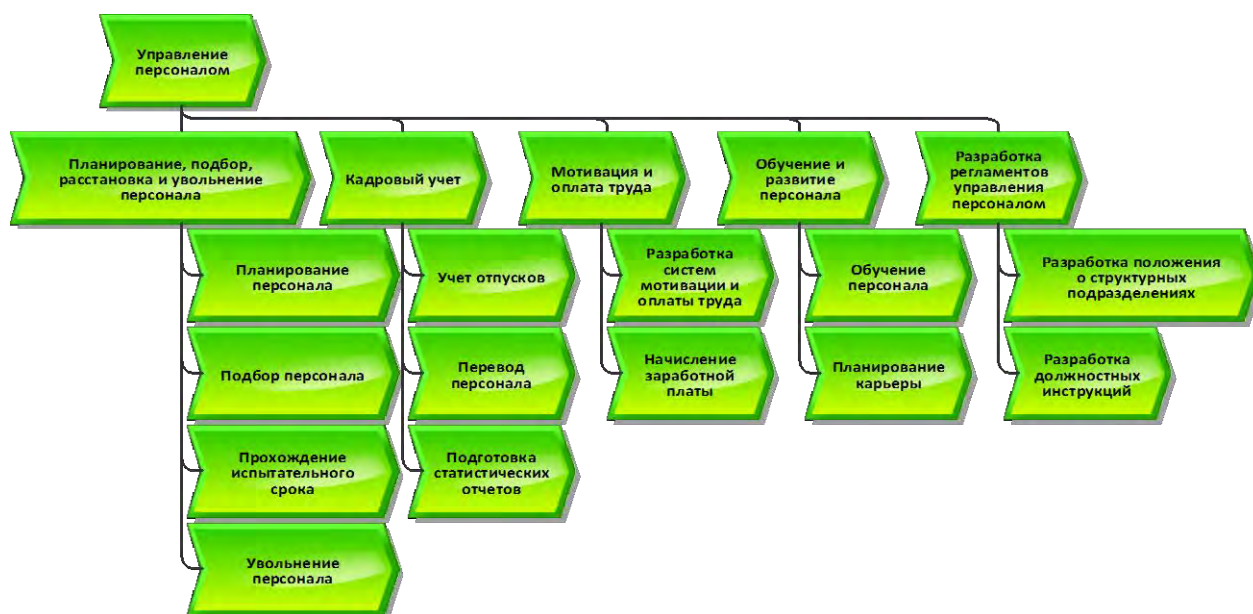 Управление
персоналом
Планирование, подбор,
расстановка и увольнение
персонала
Кадровый учет
Мотивация и
оплата труда
Обучение и
развитие
персонала
Разработка
регламентов
управления
персоналом
Планирование
персонала
Учет отпусков
Разработка
систем
мотивации и
оплаты труда
Обучение
персонала
Разработка положения
о структурных
подразделениях
Подбор персонала
Перевод
персонала
Начисление
заработной
платы
Планирование
карьеры
Разработка
должностных
инструкций
Прохождение
испытательного
срока
Подготовка
статистических
отчетов
Увольнение
персонала